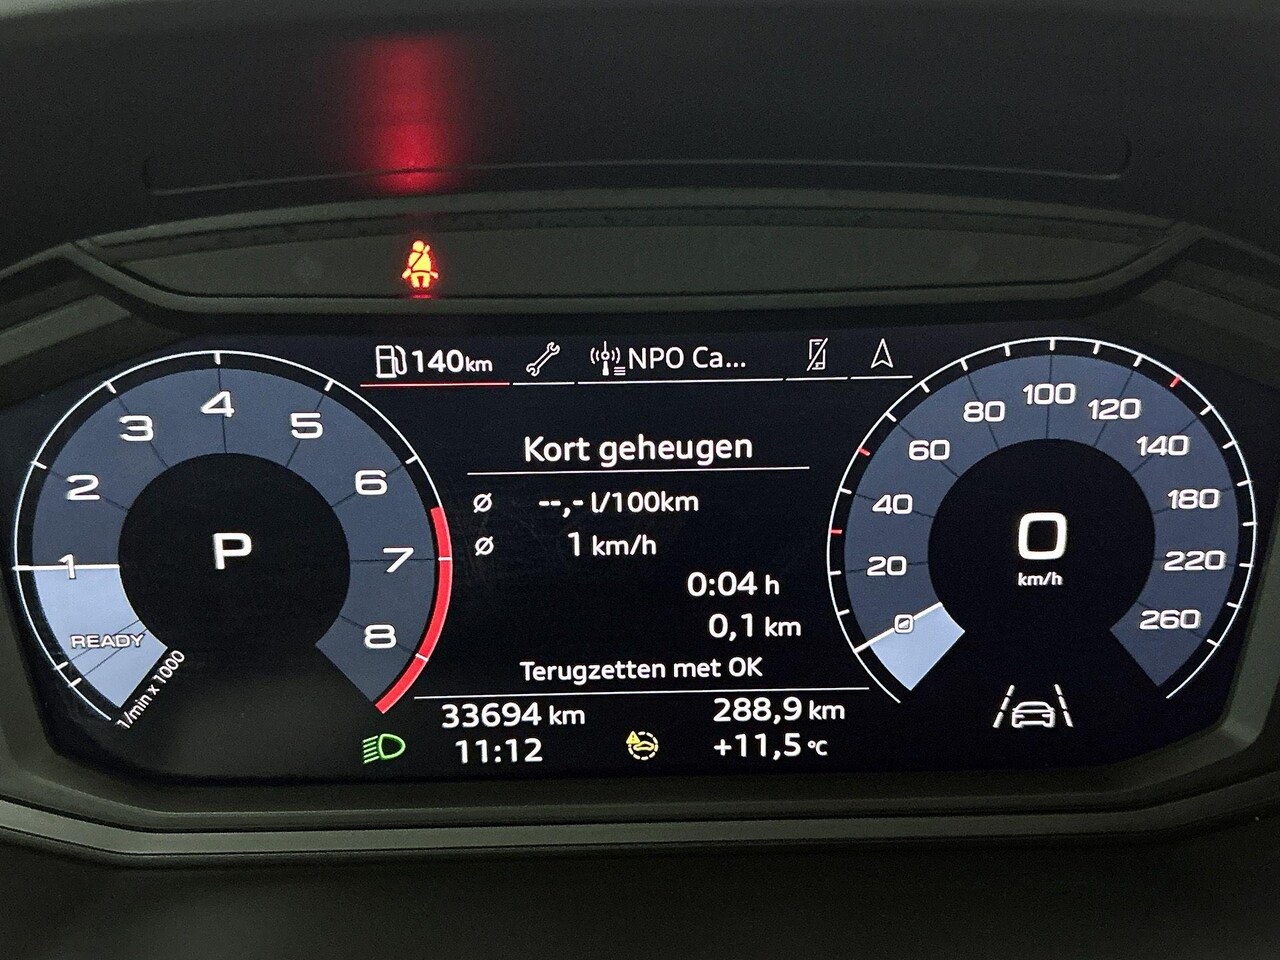 140 km
NPO Ca...
1
2
3
4
5
6
7
8
READY
1/min x 1000
P
Kort geheugen
ø --,- l/100km
ø 1 km/h
0:04 h
0,1 km
Terugzetten met OK
33694 km
288,9 km
11:12
+11,5 °C
0
20
40
60
80
100
120
140
180
220
260
0
km/h